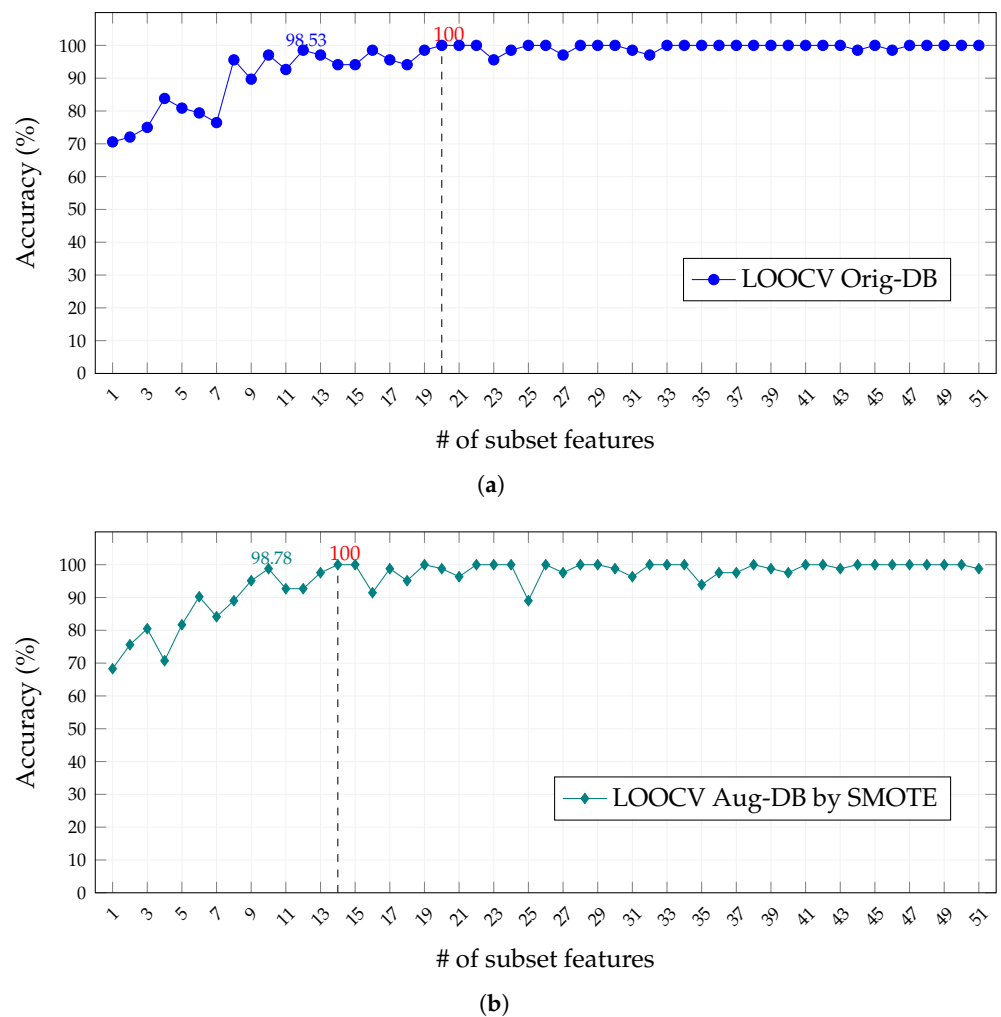 98.53
100
100
90
80
70
60
50
40
30
20
10
0
Accuracy (%)
LOOCV Orig-DB
1 3 5 7 9 11 13 15 17 19 21 23 25 27 29 31 33 35 37 39 41 43 45 47 49 51
# of subset features
(a)
98.78
100
100
90
80
70
60
50
40
30
20
10
0
Accuracy (%)
LOOCV Aug-DB by SMOTE
1 3 5 7 9 11 13 15 17 19 21 23 25 27 29 31 33 35 37 39 41 43 45 47 49 51
# of subset features
(b)